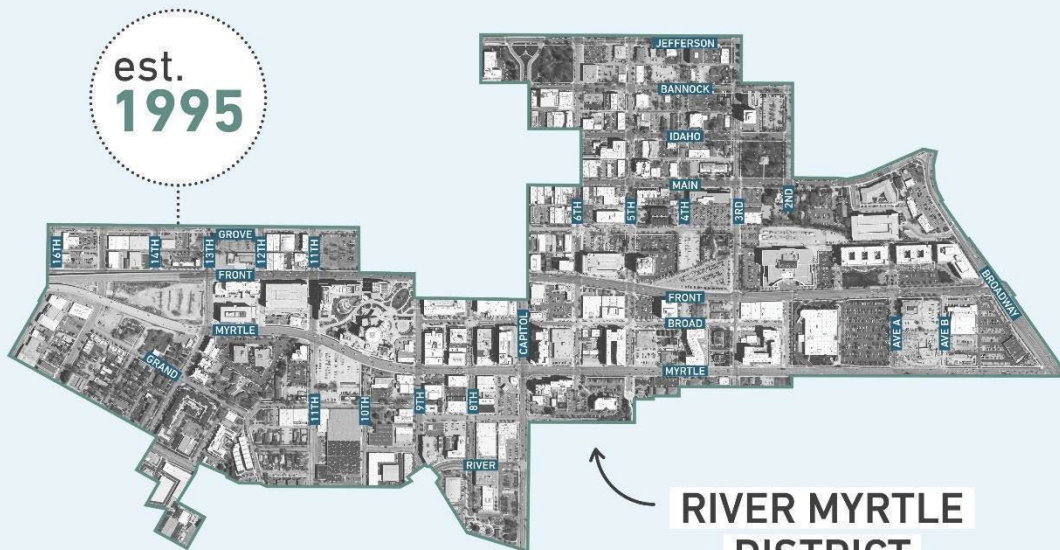 est.
1995
JEFFERSON
BANNOCK
IDAHO
MAIN
6TH
5TH
4TH
3RD
2ND
16TH
14TH
13TH
12TH
11TH
GROVE
FRONT
MYRTLE
GRAND
11TH
10TH
9TH
8TH
CAPITOL
RIVER
FRONT
BROAD
MYRTLE
AVE A
AVE B
BROADWAY
RIVER MYRTLE
DISTRICT